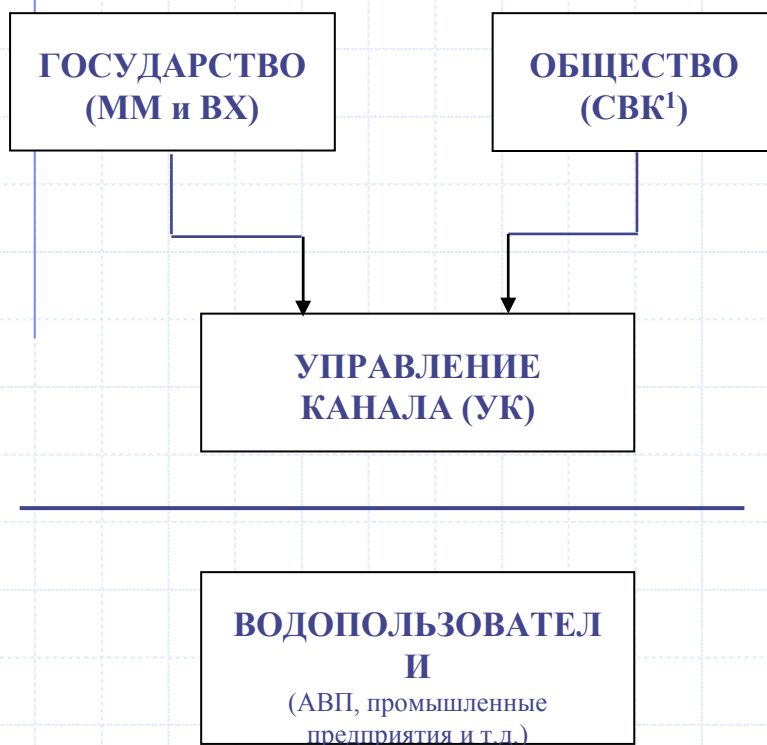 ГОСУДАРСТВО
(ММ и ВХ)
ОБЩЕСТВО
(СВК¹)
УПРАВЛЕНИЕ
КАНАЛА (УК)
ВОДОПОЛЬЗОВАТЕЛ
И
(АВП, промышленные
предприятия и т.д.)